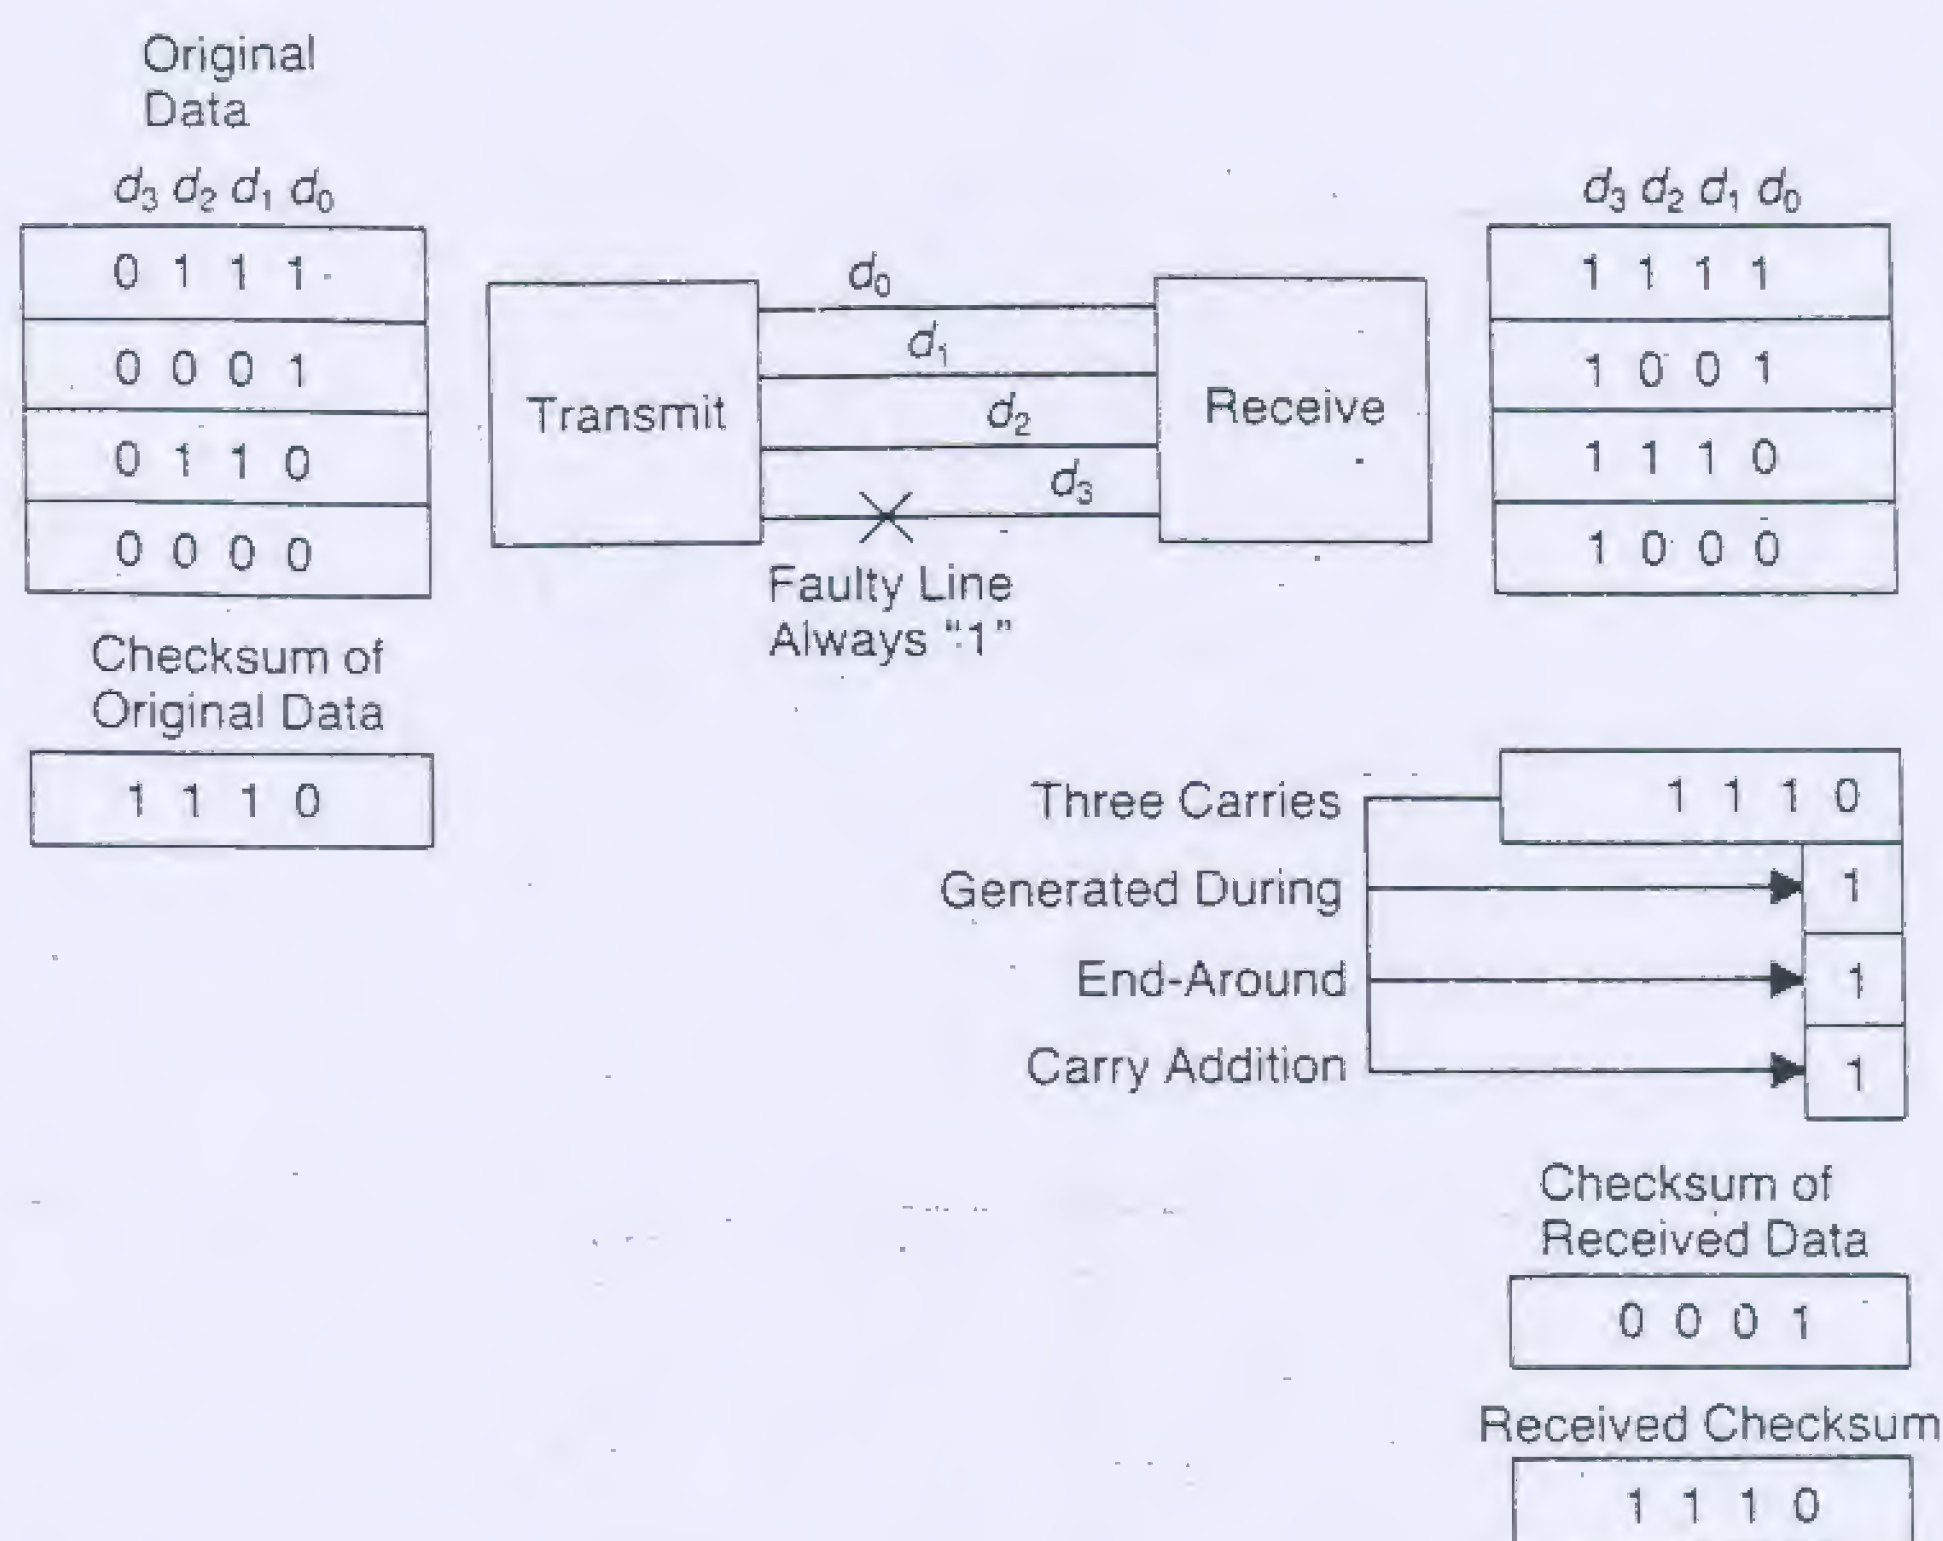 Original
Data
d₃ d₂ d₁ d₀
0 1 1 1
0 0 0 1
0 1 1 0
0 0 0 0
Checksum of
Original Data
1 1 1 0
Transmit
d₀
d₁
d₂
d₃
Faulty Line
Always "1"
Receive
d₃ d₂ d₁ d₀
1 1 1 1
1 0 0 1
1 1 1 0
1 0 0 0
Three Carries
1 1 1 0
Generated During
1
End-Around
1
Carry Addition
1
Checksum of
Received Data
0 0 0 1
Received Checksum
1 1 1 0